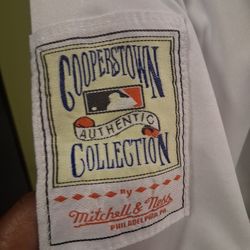 COOPERSTOWN
AUTHENTIC
COLLECTION
BY
Mitchell & Ness
PHILADELPHIA, PA